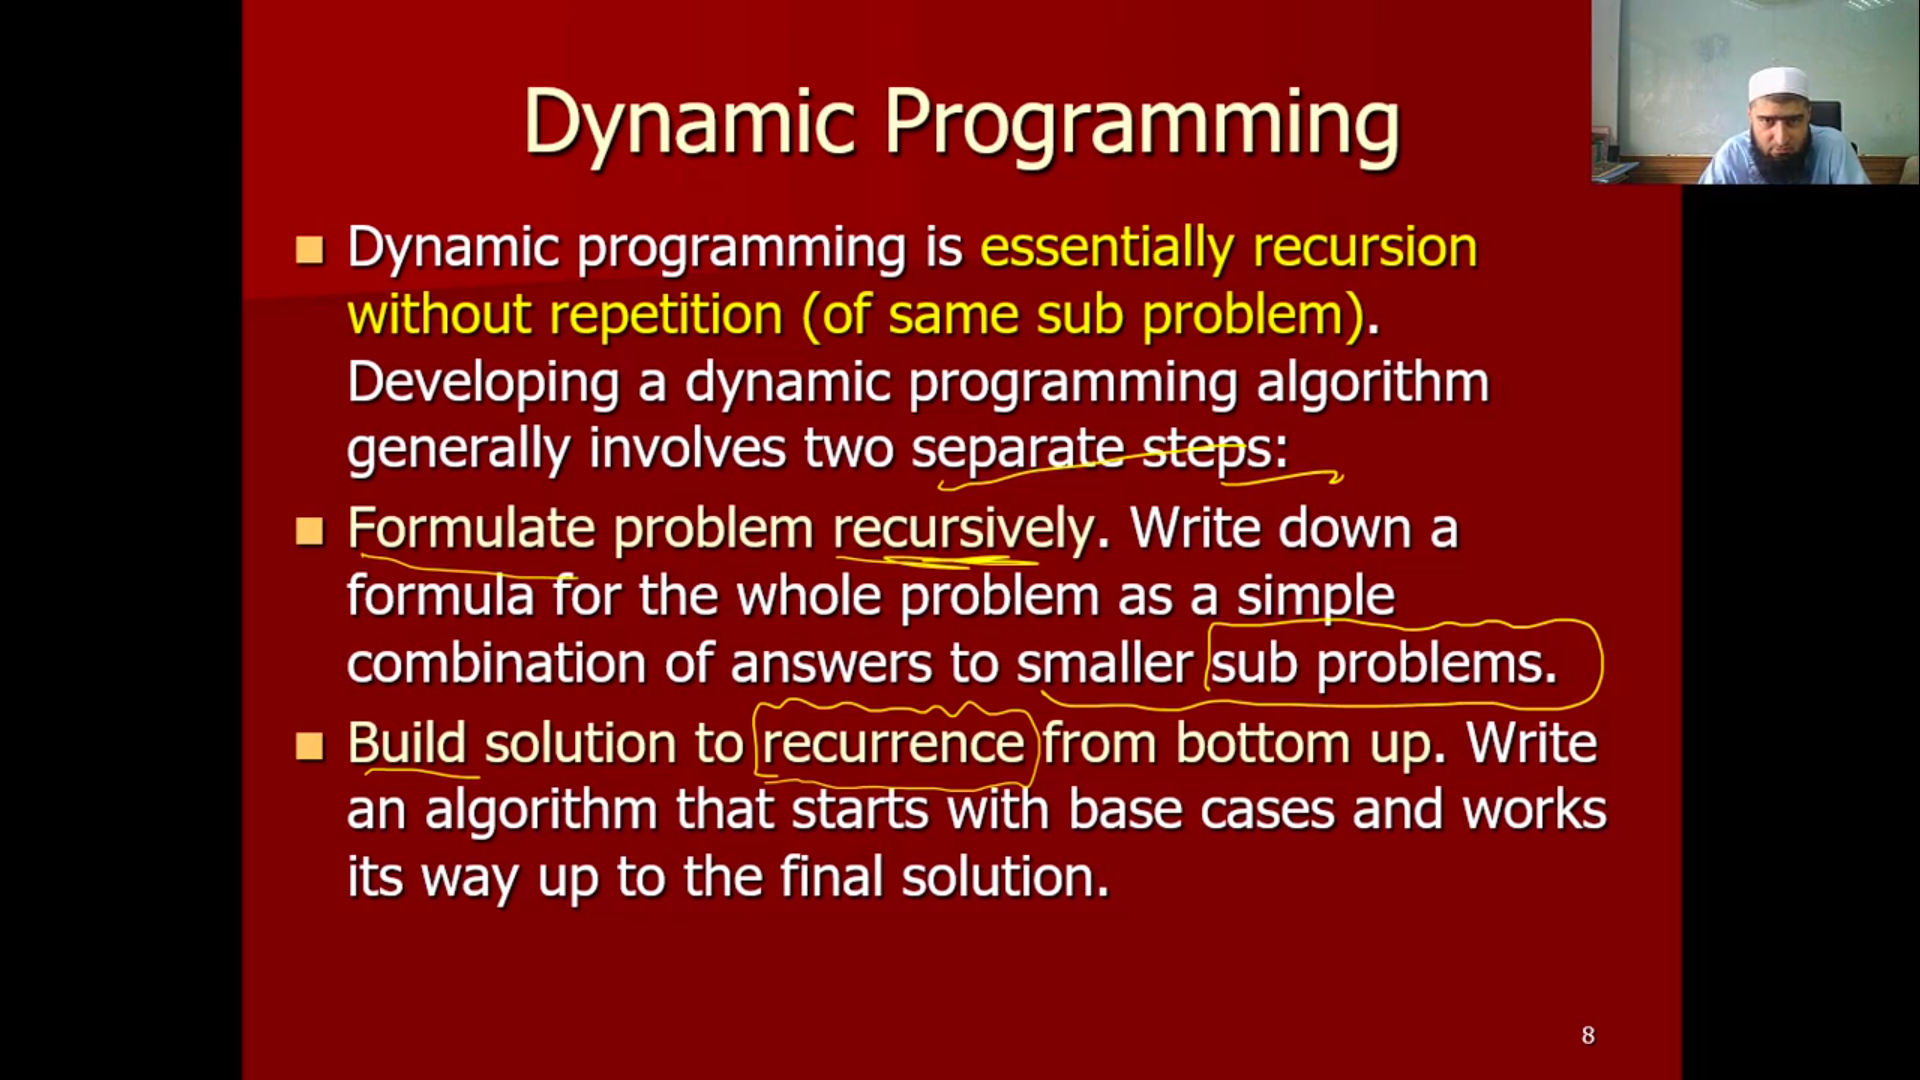 Dynamic Programming
Dynamic programming is essentially recursion
without repetition (of same sub problem).
Developing a dynamic programming algorithm
generally involves two separate steps:
Formulate problem recursively. Write down a
formula for the whole problem as a simple
combination of answers to smaller sub problems.
Build solution to recurrence from bottom up. Write
an algorithm that starts with base cases and works
its way up to the final solution.
8